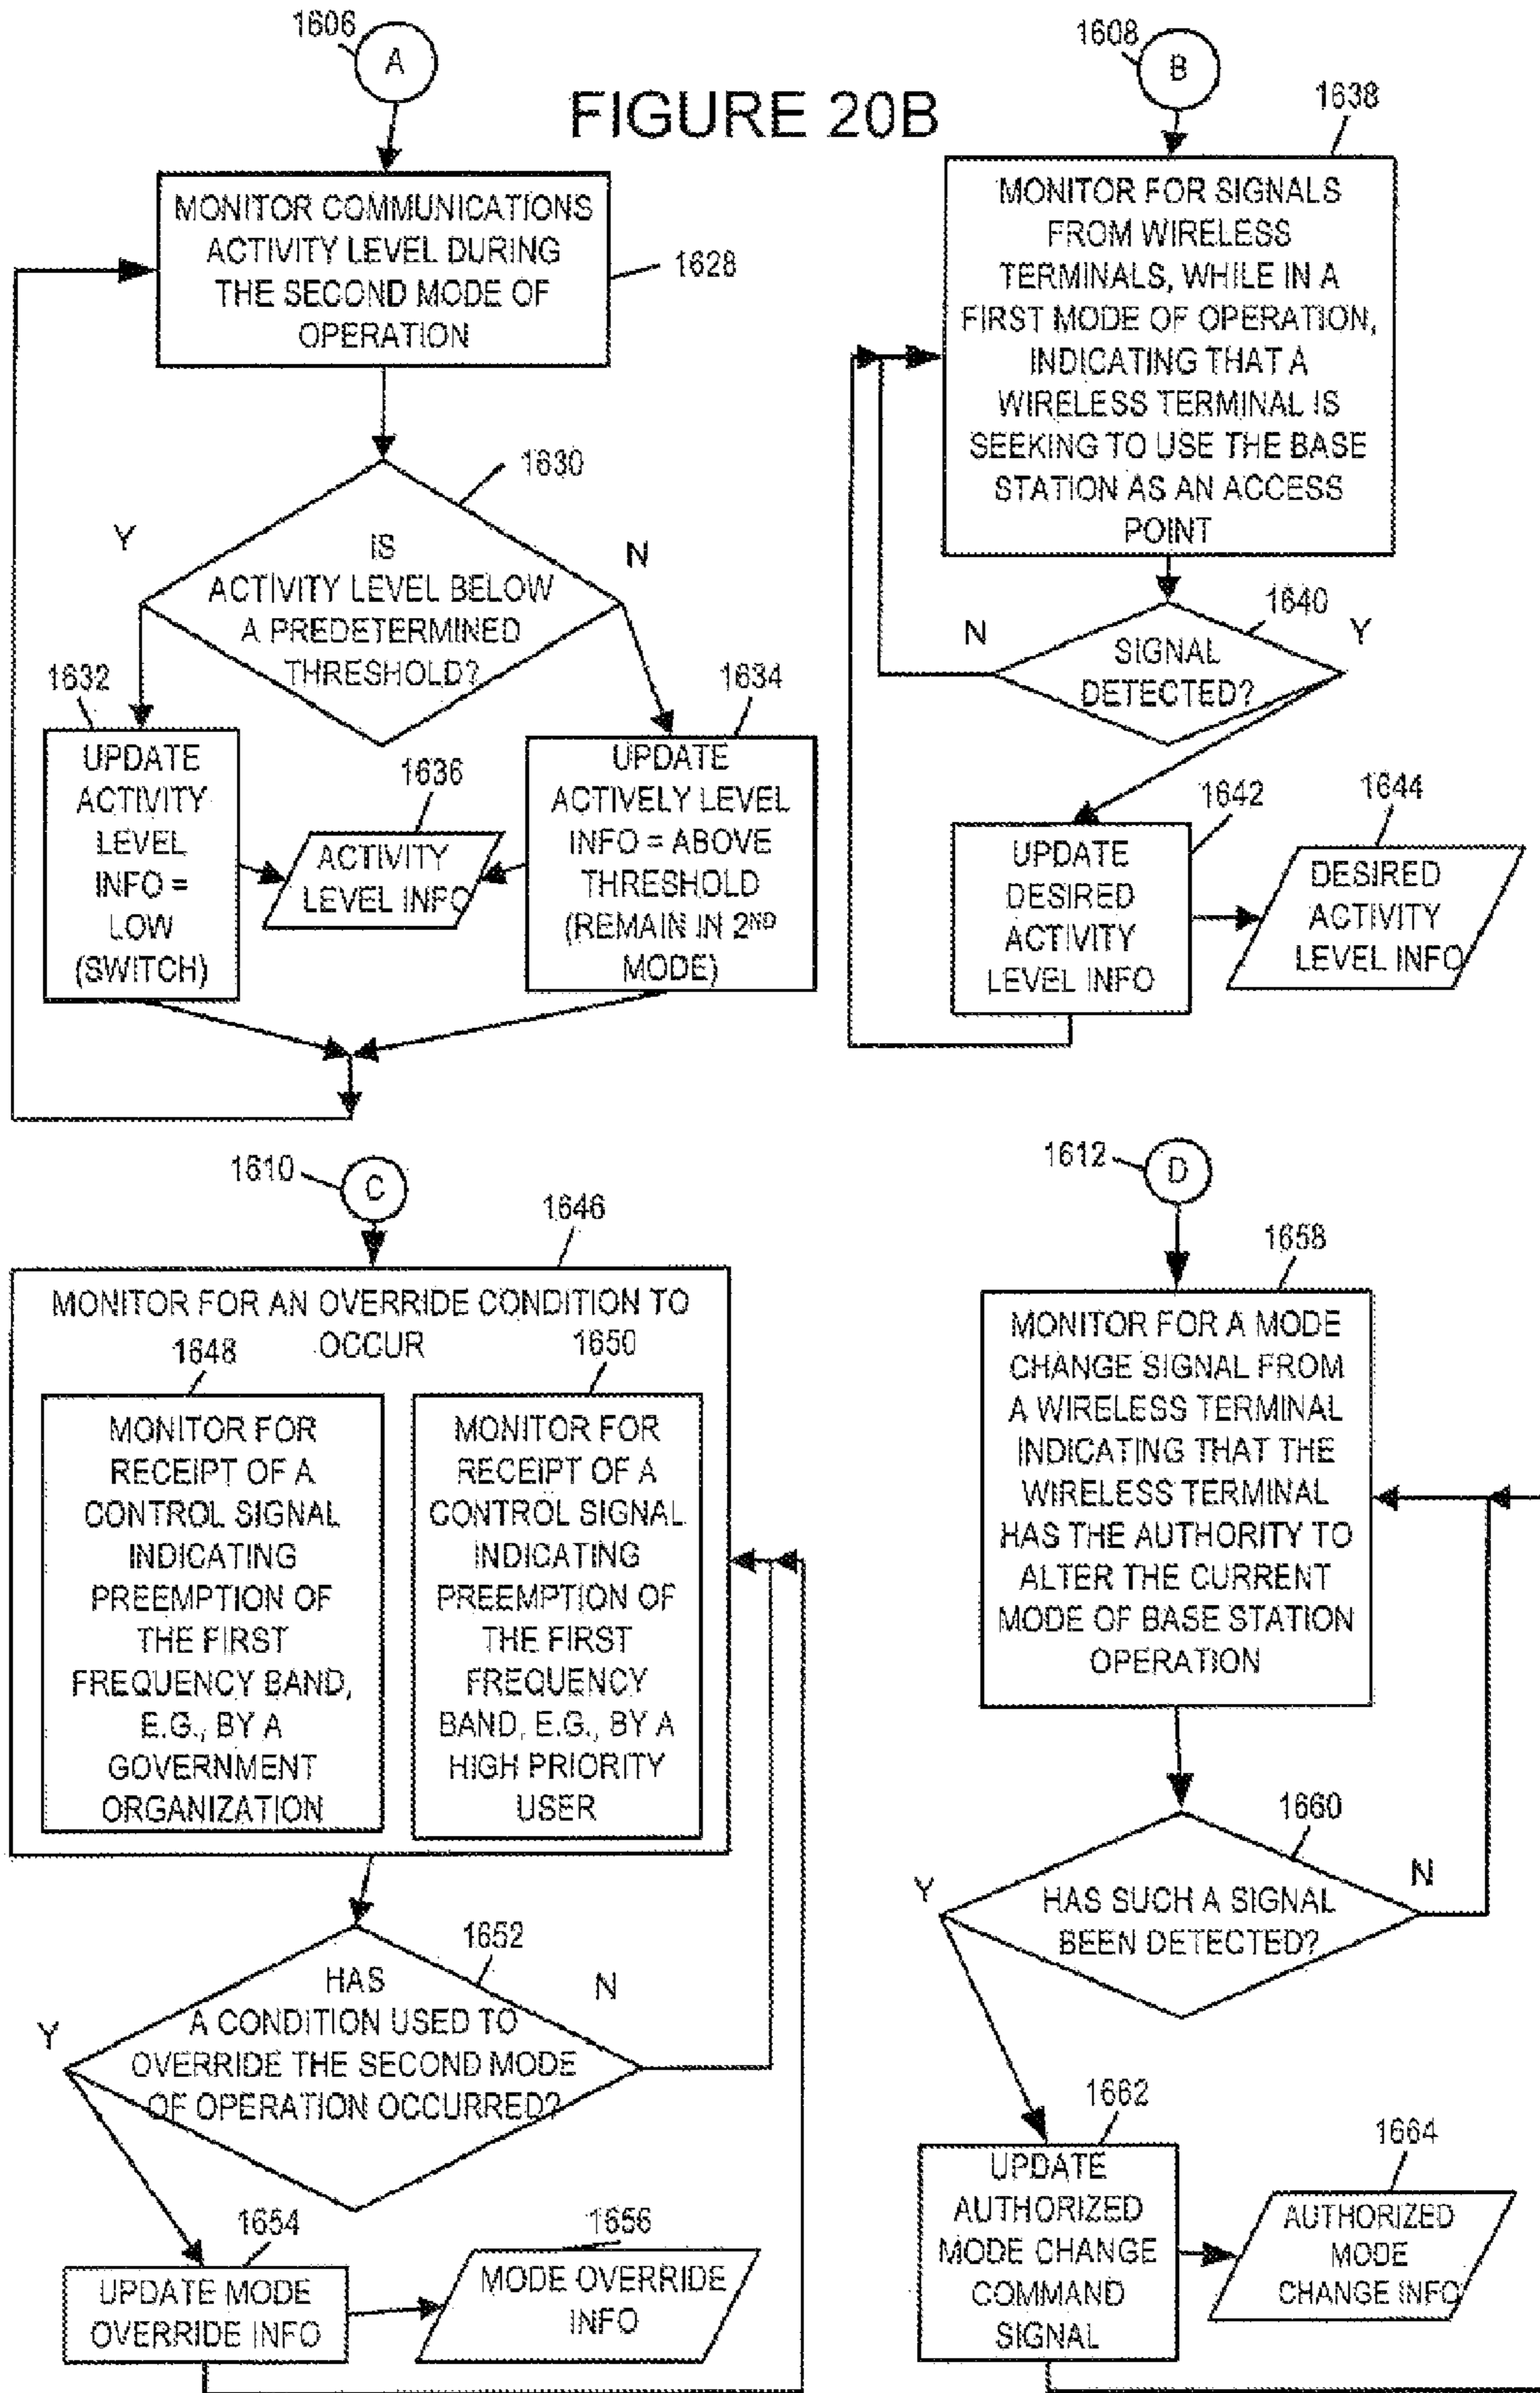 FIGURE 20B
1606
A
MONITOR COMMUNICATIONS
ACTIVITY LEVEL DURING
THE SECOND MODE OF
OPERATION
1628
1630
Y
N
IS
ACTIVITY LEVEL BELOW
A PREDETERMINED
THRESHOLD?
1632
UPDATE
ACTIVITY
LEVEL
INFO =
LOW
(SWITCH)
1636
ACTIVITY
LEVEL INFO
1634
UPDATE
ACTIVELY LEVEL
INFO = ABOVE
THRESHOLD
(REMAIN IN 2ND
MODE)
1608
B
1638
MONITOR FOR SIGNALS
FROM WIRELESS
TERMINALS, WHILE IN A
FIRST MODE OF OPERATION,
INDICATING THAT A
WIRELESS TERMINAL IS
SEEKING TO USE THE BASE
STATION AS AN ACCESS
POINT
1640
N
Y
SIGNAL
DETECTED?
1642
UPDATE
DESIRED
ACTIVITY
LEVEL INFO
1644
DESIRED
ACTIVITY
LEVEL INFO
1610
C
1646
MONITOR FOR AN OVERRIDE CONDITION TO
OCCUR
1648
MONITOR FOR
RECEIPT OF A
CONTROL SIGNAL
INDICATING
PREEMPTION OF
THE FIRST
FREQUENCY BAND,
E.G., BY A
GOVERNMENT
ORGANIZATION
1650
MONITOR FOR
RECEIPT OF A
CONTROL SIGNAL
INDICATING
PREEMPTION OF
THE FIRST
FREQUENCY
BAND, E.G., BY A
HIGH PRIORITY
USER
1652
Y
N
HAS
A CONDITION USED TO
OVERRIDE THE SECOND MODE
OF OPERATION OCCURRED?
1654
UPDATE MODE
OVERRIDE INFO
1656
MODE OVERRIDE
INFO
1612
D
1658
MONITOR FOR A MODE
CHANGE SIGNAL FROM
A WIRELESS TERMINAL
INDICATING THAT THE
WIRELESS TERMINAL
HAS THE AUTHORITY TO
ALTER THE CURRENT
MODE OF BASE STATION
OPERATION
1660
Y
N
HAS SUCH A SIGNAL
BEEN DETECTED?
1662
UPDATE
AUTHORIZED
MODE CHANGE
COMMAND
SIGNAL
1664
AUTHORIZED
MODE
CHANGE INFO